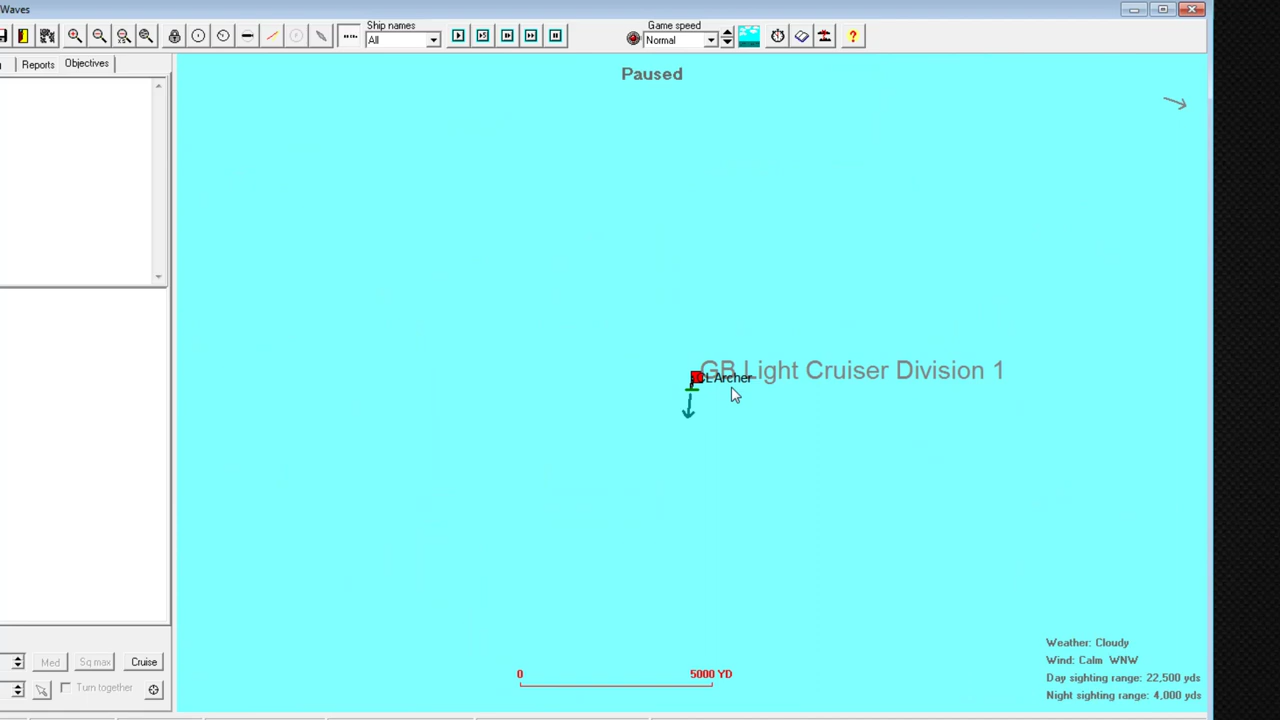 Waves
Ship names
All
Game speed
Normal
Reports
Objectives
Paused
GB Light Cruiser Division 1
CL Archer
Med
Sq max
Cruise
Turn together
0
5000 YD
Weather: Cloudy
Wind: Calm WNW
Day sighting range: 22,500 yds
Night sighting range: 4,000 yds